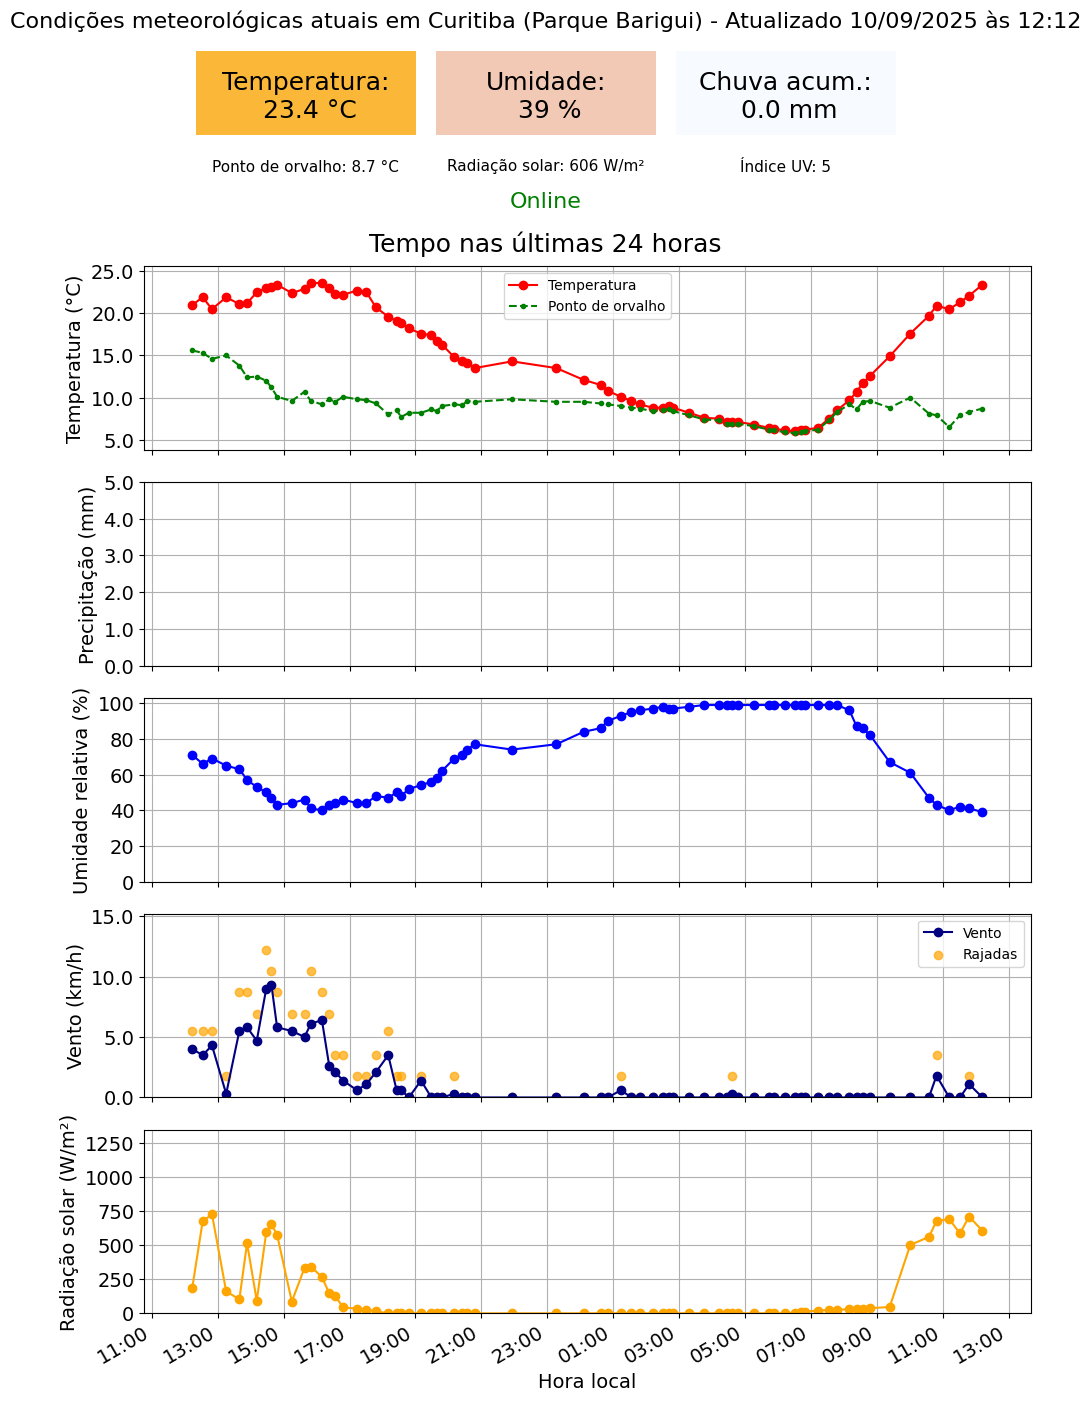 Condições meteorológicas atuais em Curitiba (Parque Barigui) - Atualizado 10/09/2025 às 12:12
Temperatura:
23.4 °C
Umidade:
39 %
Chuva acum.:
0.0 mm
Ponto de orvalho: 8.7 °C
Radiação solar: 606 W/m²
Índice UV: 5
Online
Tempo nas últimas 24 horas
Temperatura (°C)
25.0
20.0
15.0
10.0
5.0
Temperatura
Ponto de orvalho
Precipitação (mm)
5.0
4.0
3.0
2.0
1.0
0.0
Umidade relativa (%)
100
80
60
40
20
0
Vento (km/h)
15.0
10.0
5.0
0.0
Vento
Rajadas
Radiação solar (W/m²)
1250
1000
750
500
250
0
11:00
13:00
15:00
17:00
19:00
21:00
23:00
01:00
03:00
05:00
07:00
09:00
11:00
13:00
Hora local